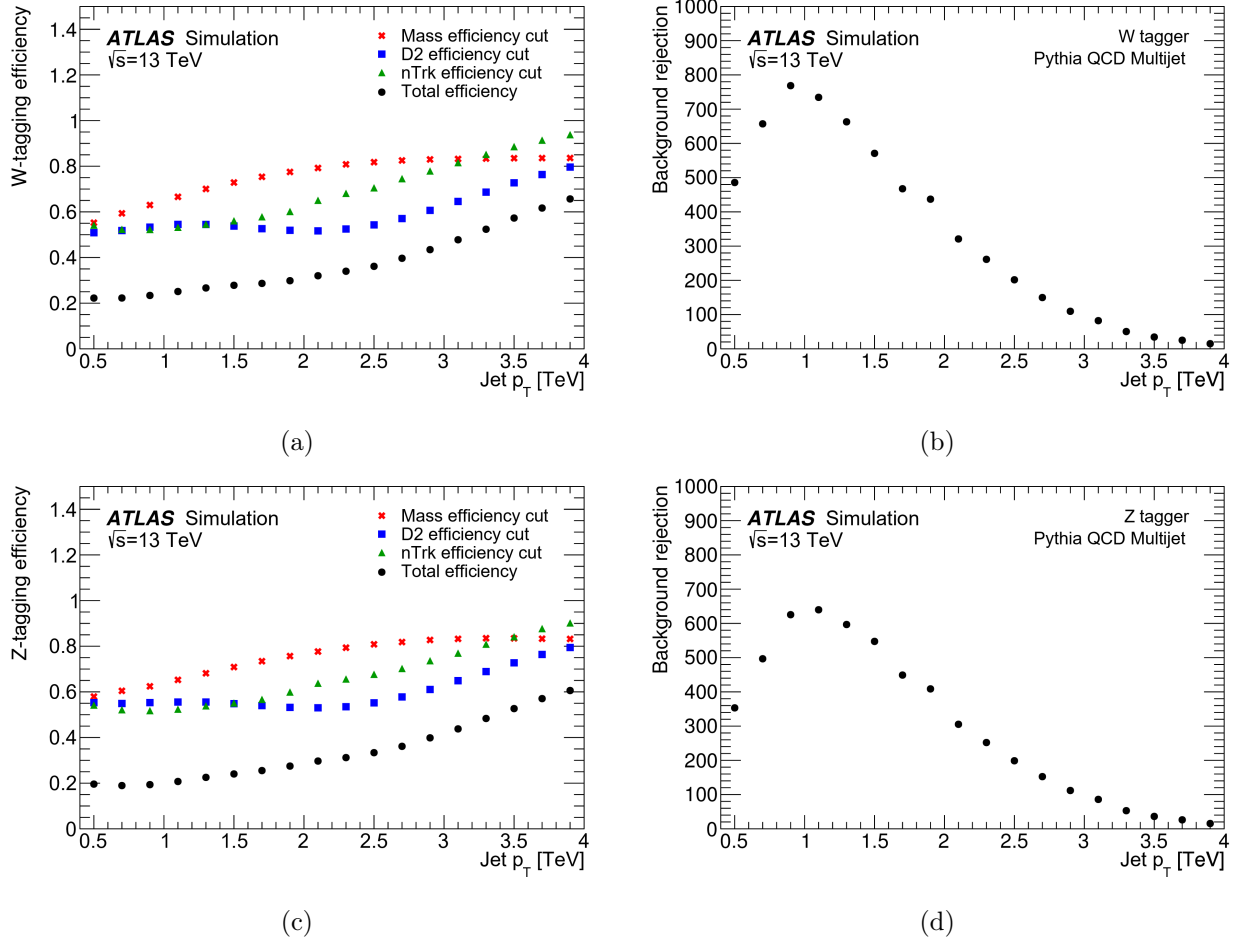 W-tagging efficiency
1.4
1.2
1
0.8
0.6
0.4
0.2
0
ATLAS Simulation
√s=13 TeV
Mass efficiency cut
D2 efficiency cut
nTrk efficiency cut
Total efficiency
0.5 1 1.5 2 2.5 3 3.5 4
Jet p_T [TeV]
(a)
Background rejection
1000
900
800
700
600
500
400
300
200
100
0
ATLAS Simulation
√s=13 TeV
W tagger
Pythia QCD Multijet
0.5 1 1.5 2 2.5 3 3.5 4
Jet p_T [TeV]
(b)
Z-tagging efficiency
1.4
1.2
1
0.8
0.6
0.4
0.2
0
ATLAS Simulation
√s=13 TeV
Mass efficiency cut
D2 efficiency cut
nTrk efficiency cut
Total efficiency
0.5 1 1.5 2 2.5 3 3.5 4
Jet p_T [TeV]
(c)
Background rejection
1000
900
800
700
600
500
400
300
200
100
0
ATLAS Simulation
√s=13 TeV
Z tagger
Pythia QCD Multijet
0.5 1 1.5 2 2.5 3 3.5 4
Jet p_T [TeV]
(d)